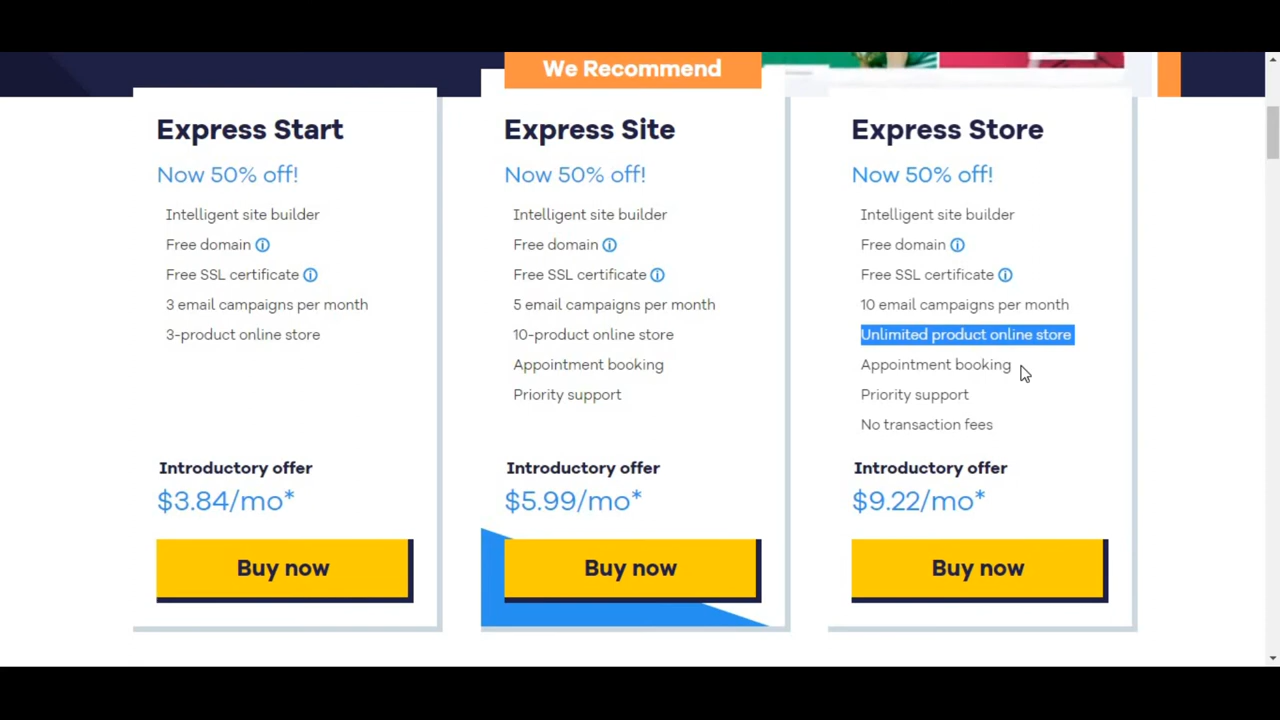 We Recommend
Express Start
Now 50% off!
Intelligent site builder
Free domain
Free SSL certificate
3 email campaigns per month
3-product online store
Introductory offer
$3.84/mo*
Buy now
Express Site
Now 50% off!
Intelligent site builder
Free domain
Free SSL certificate
5 email campaigns per month
10-product online store
Appointment booking
Priority support
Introductory offer
$5.99/mo*
Buy now
Express Store
Now 50% off!
Intelligent site builder
Free domain
Free SSL certificate
10 email campaigns per month
Unlimited product online store
Appointment booking
Priority support
No transaction fees
Introductory offer
$9.22/mo*
Buy now